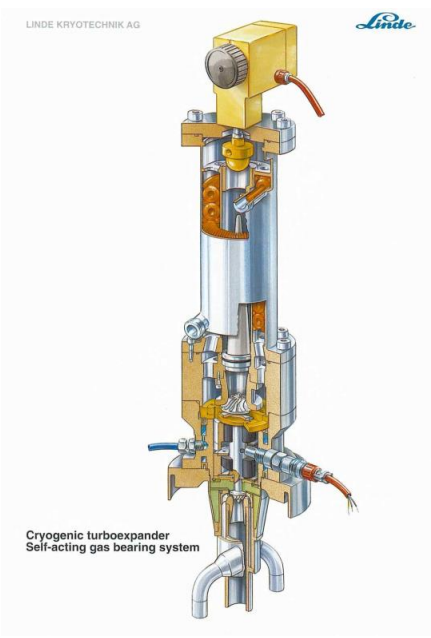 LINDE KRYOTECHNIK AG
Linde
Cryogenic turboexpander
Self-acting gas bearing system